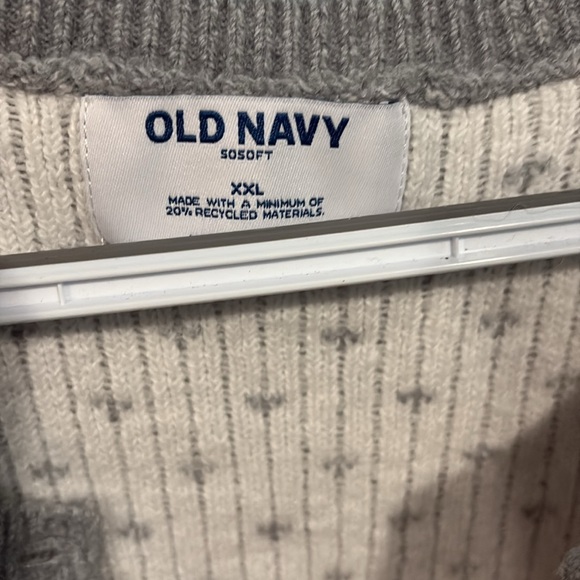 OLD NAVY
SOSOFT
XXL
MADE WITH A MINIMUM OF
20% RECYCLED MATERIALS.